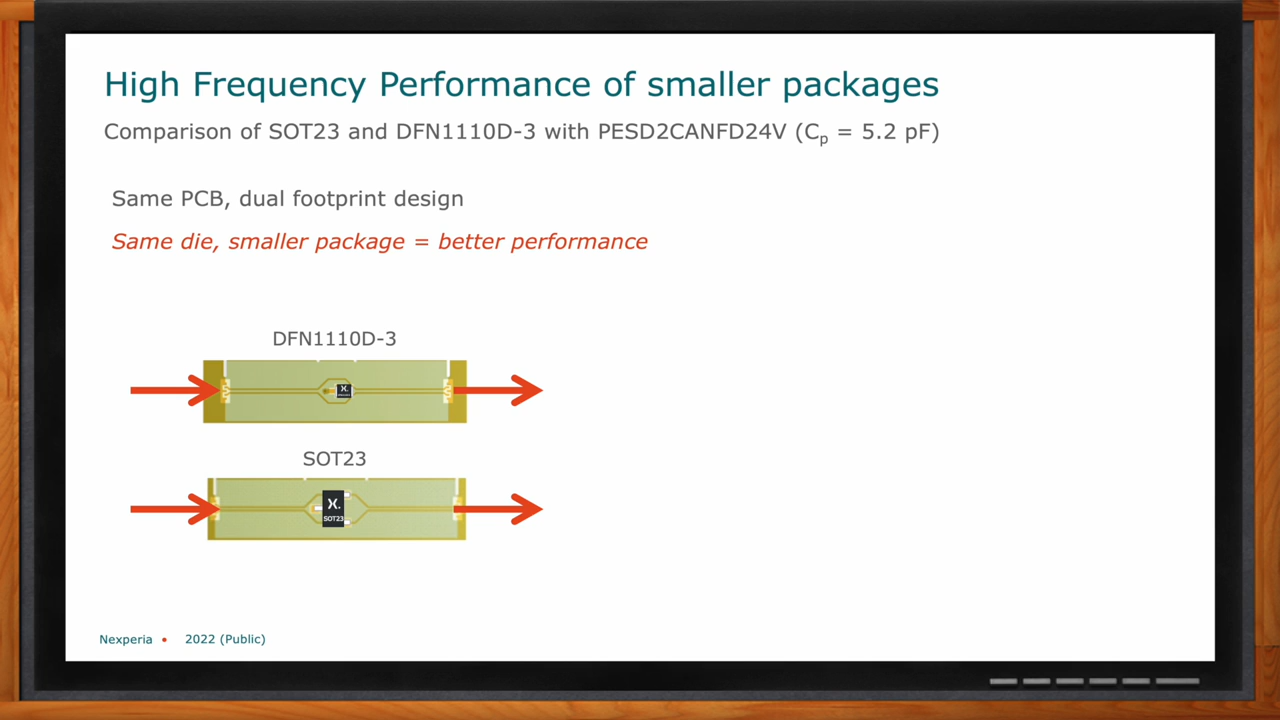 High Frequency Performance of smaller packages
Comparison of SOT23 and DFN1110D-3 with PESD2CANFD24V (Cp = 5.2 pF)
Same PCB, dual footprint design
Same die, smaller package = better performance
DFN1110D-3
SOT23
SOT23
Nexperia • 2022 (Public)